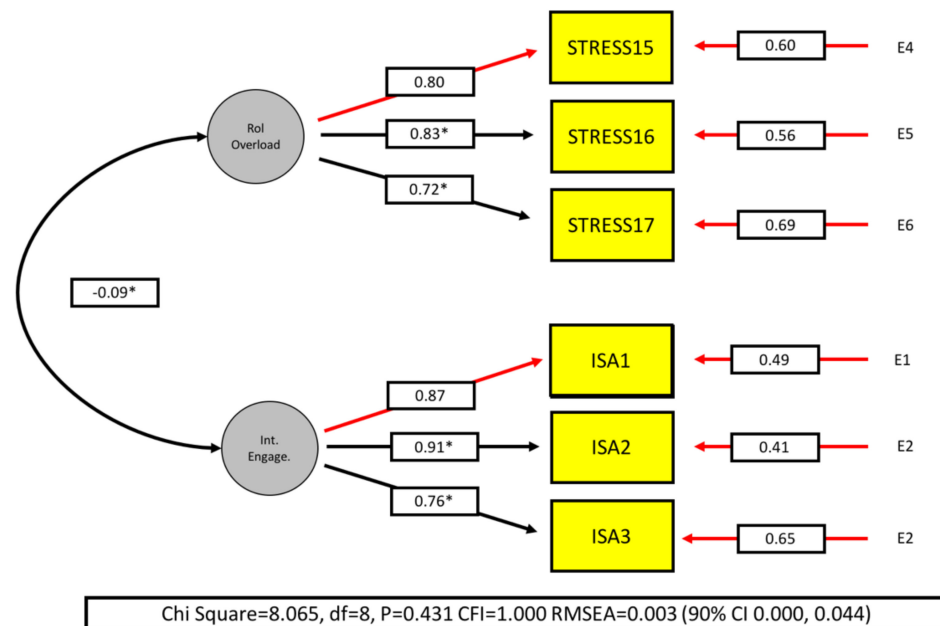 STRESS15
0.60
E4
0.80
Rol
Overload
0.83*
STRESS16
0.56
E5
0.72*
STRESS17
0.69
E6
-0.09*
ISA1
0.49
E1
0.87
Int.
Engage.
0.91*
ISA2
0.41
E2
0.76*
ISA3
0.65
E2
Chi Square=8.065, df=8, P=0.431 CFI=1.000 RMSEA=0.003 (90% CI 0.000, 0.044)